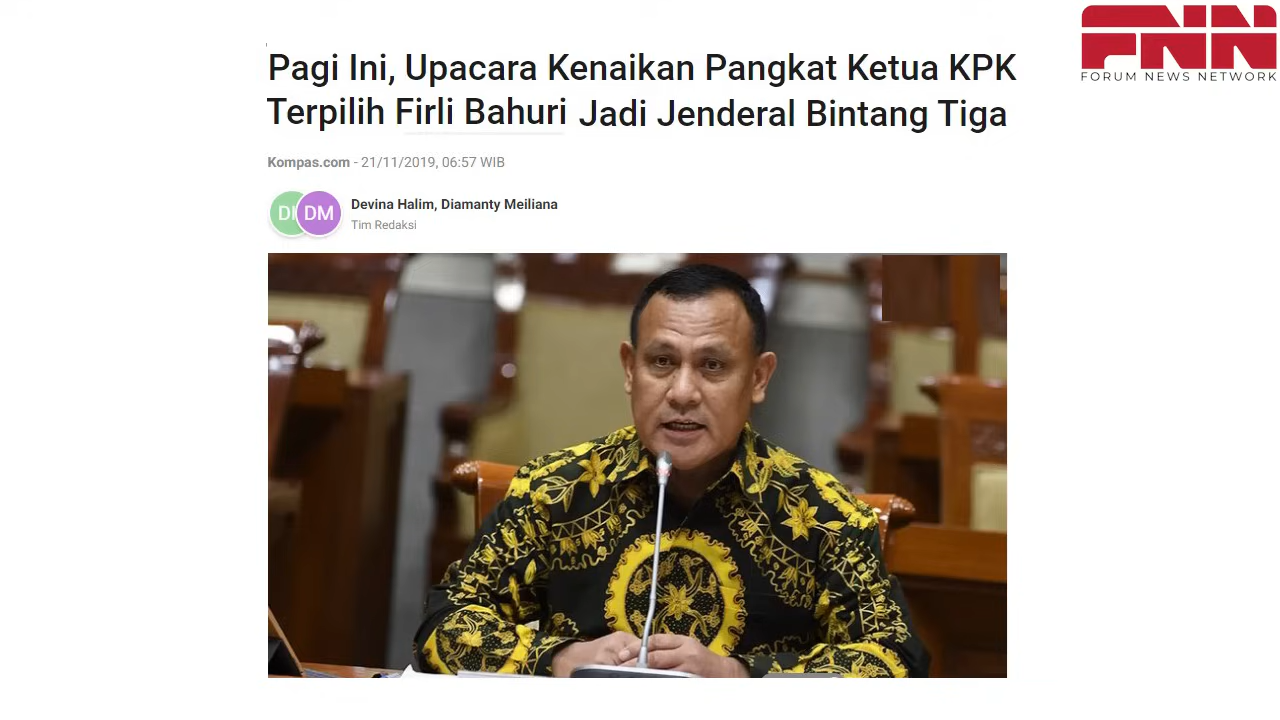 FNN
FORUM NEWS NETWORK
Pagi Ini, Upacara Kenaikan Pangkat Ketua KPK
Terpilih Firli Bahuri Jadi Jenderal Bintang Tiga
Kompas.com - 21/11/2019, 06:57 WIB
DM
Devina Halim, Diamanty Meiliana
Tim Redaksi